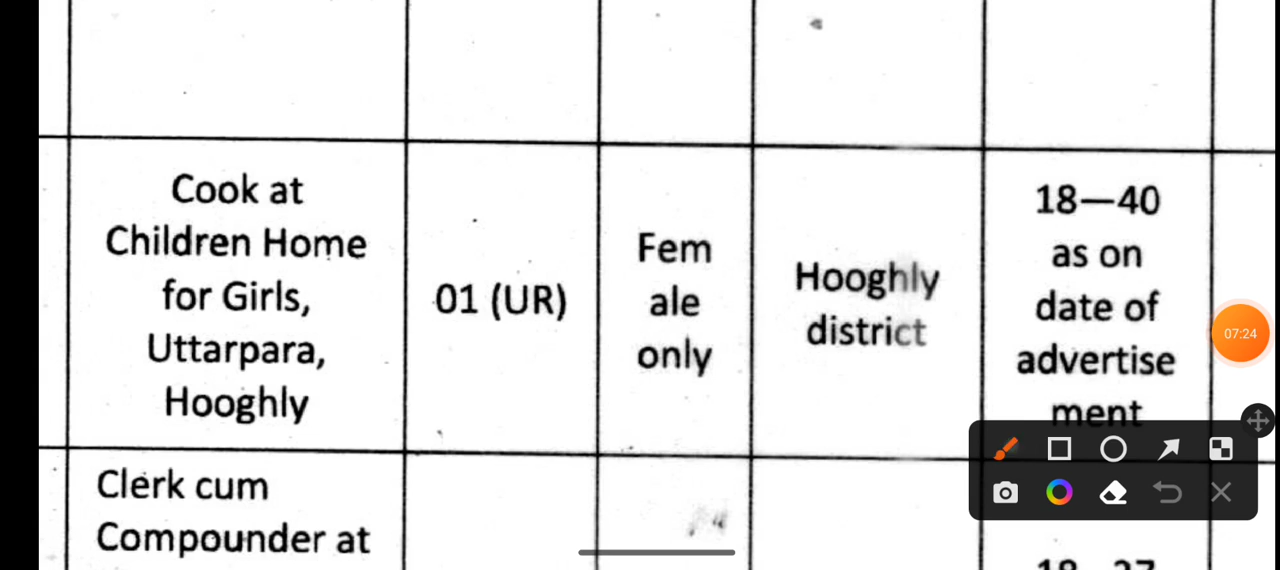 Cook at
Children Home
for Girls,
Uttarpara,
Hooghly
01 (UR)
Fem
ale
only
Hooghly
district
18—40
as on
date of
advertise
ment
07:24
Clerk cum
Compounder at